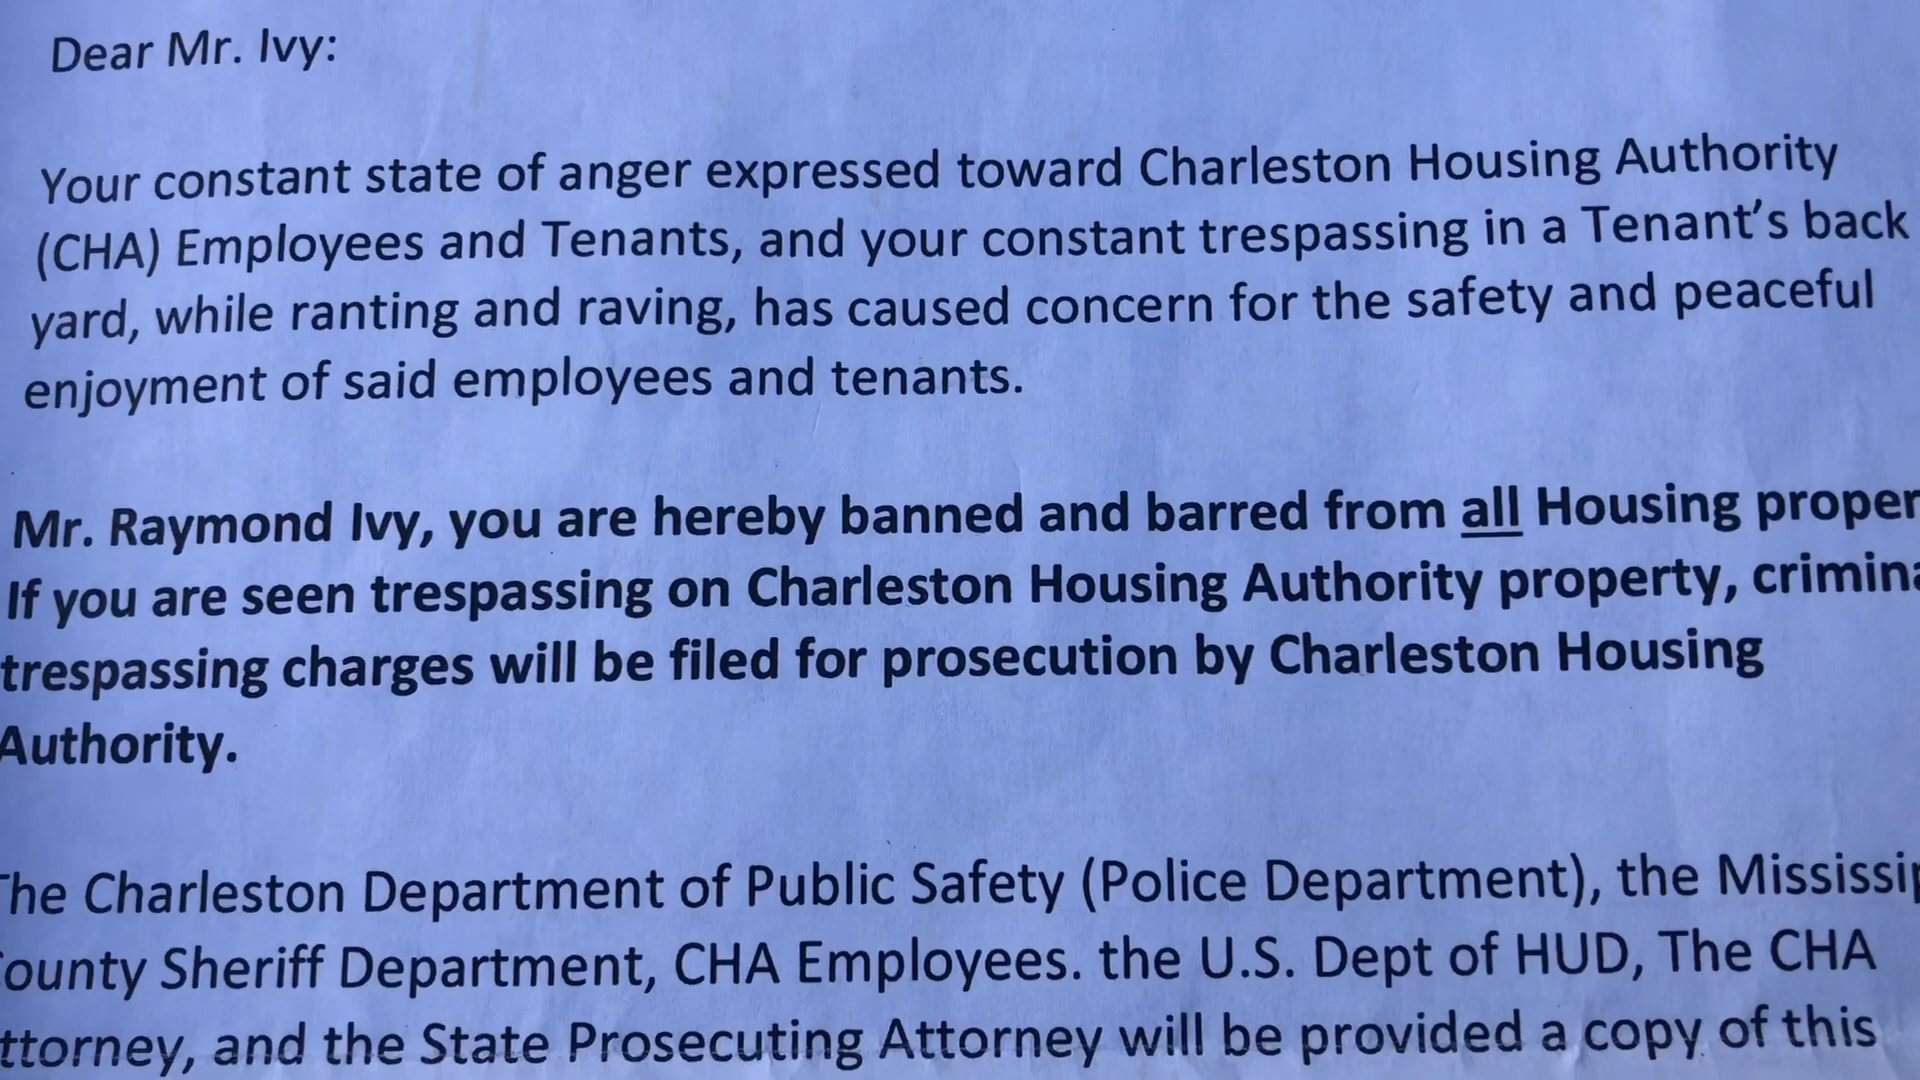 Dear Mr. Ivy:
Your constant state of anger expressed toward Charleston Housing Authority
(CHA) Employees and Tenants, and your constant trespassing in a Tenant's back
yard, while ranting and raving, has caused concern for the safety and peaceful
enjoyment of said employees and tenants.
Mr. Raymond Ivy, you are hereby banned and barred from all Housing proper
If you are seen trespassing on Charleston Housing Authority property, crimina
trespassing charges will be filed for prosecution by Charleston Housing
Authority.
The Charleston Department of Public Safety (Police Department), the Mississip
ounty Sheriff Department, CHA Employees. the U.S. Dept of HUD, The CHA
ttorney, and the State Prosecuting Attorney will be provided a copy of this